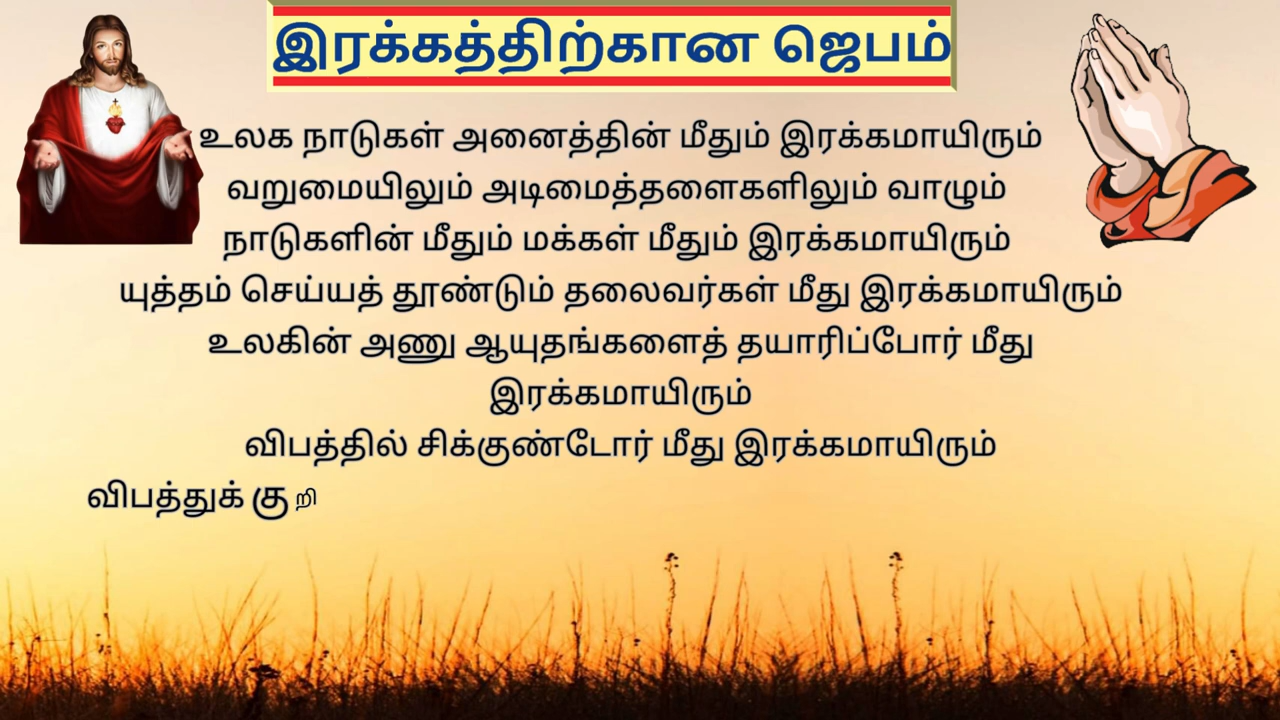 இரக்கத்திற்கான ஜெபம்
உலக நாடுகள் அனைத்தின் மீதும் இரக்கமாயிரும்
வறுமையிலும் அடிமைத்தளைகளிலும் வாழும்
நாடுகளின் மீதும் மக்கள் மீதும் இரக்கமாயிரும்
யுத்தம் செய்யத் தூண்டும் தலைவர்கள் மீது இரக்கமாயிரும்
உலகின் அணு ஆயுதங்களைத் தயாரிப்போர் மீது
இரக்கமாயிரும்
விபத்தில் சிக்குண்டோர் மீது இரக்கமாயிரும்
விபத்துக் குறி